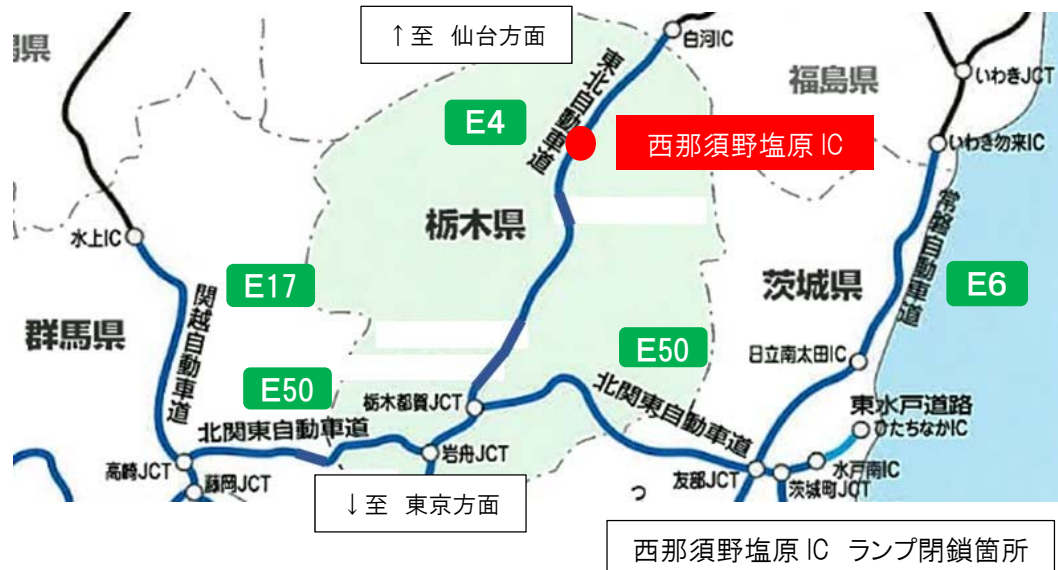 ↑至 仙台方面
白河IC
いわきJCT
福島県
東北自動車道
E4
西那須野塩原 IC
いわき勿来IC
栃木県
水上IC
常磐自動車道
茨城県
E6
E17
関越自動車道
群馬県
E50
日立南太田IC
E50
栃木都賀JCT
北関東自動車道
東水戸道路
ひたちなかIC
北関東自動車道
岩舟JCT
高崎JCT
藤岡JCT
友部JCT
水戸南IC
茨城町JCT
↓至 東京方面
つ
西那須野塩原 IC ランプ閉鎖箇所